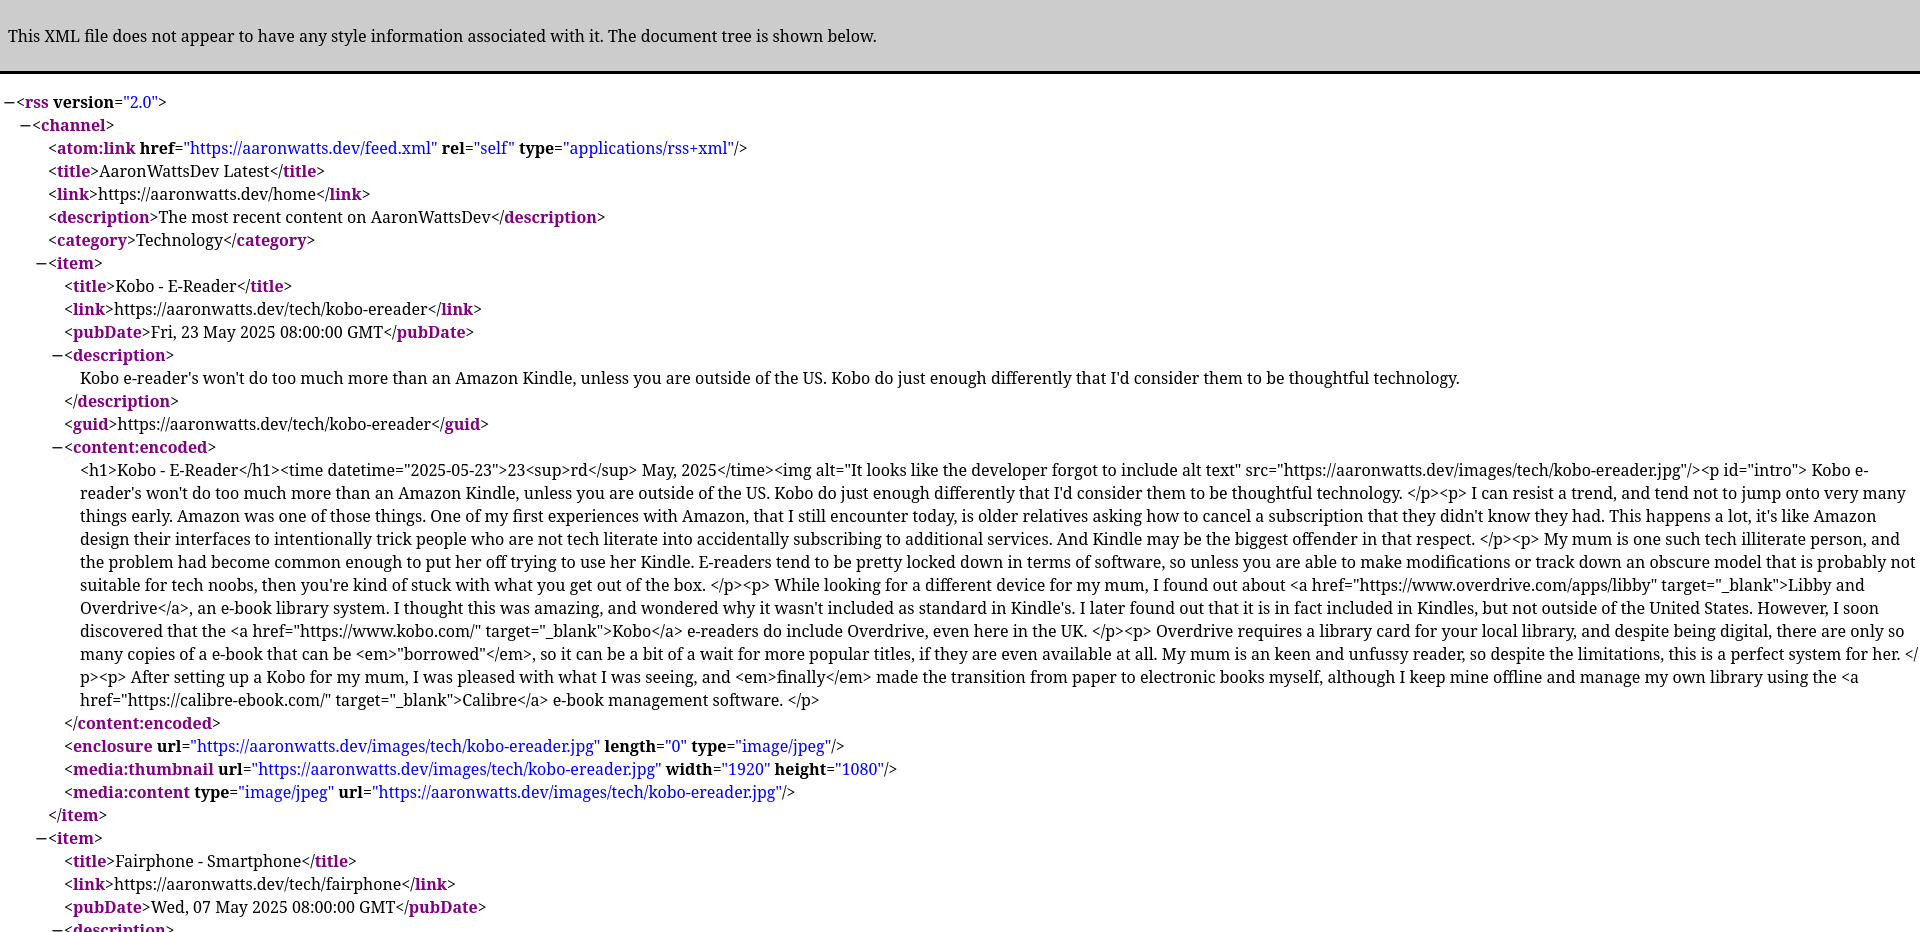 This XML file does not appear to have any style information associated with it. The document tree is shown below.
—<rss version="2.0">
—<channel>
<atom:link href="https://aaronwatts.dev/feed.xml" rel="self" type="applications/rss+xml"/>
<title>AaronWattsDev Latest</title>
<link>https://aaronwatts.dev/home</link>
<description>The most recent content on AaronWattsDev</description>
<category>Technology</category>
—<item>
<title>Kobo - E-Reader</title>
<link>https://aaronwatts.dev/tech/kobo-ereader</link>
<pubDate>Fri, 23 May 2025 08:00:00 GMT</pubDate>
—<description>
Kobo e-reader's won't do too much more than an Amazon Kindle, unless you are outside of the US. Kobo do just enough differently that I'd consider them to be thoughtful technology.
</description>
<guid>https://aaronwatts.dev/tech/kobo-ereader</guid>
—<content:encoded>
<h1>Kobo - E-Reader</h1><time datetime="2025-05-23">23<sup>rd</sup> May, 2025</time><img alt="It looks like the developer forgot to include alt text" src="https://aaronwatts.dev/images/tech/kobo-ereader.jpg"/><p id="intro"> Kobo e-
reader's won't do too much more than an Amazon Kindle, unless you are outside of the US. Kobo do just enough differently that I'd consider them to be thoughtful technology. </p><p> I can resist a trend, and tend not to jump onto very many
things early. Amazon was one of those things. One of my first experiences with Amazon, that I still encounter today, is older relatives asking how to cancel a subscription that they didn't know they had. This happens a lot, it's like Amazon
design their interfaces to intentionally trick people who are not tech literate into accidentally subscribing to additional services. And Kindle may be the biggest offender in that respect. </p><p> My mum is one such tech illiterate person, and
the problem had become common enough to put her off trying to use her Kindle. E-readers tend to be pretty locked down in terms of software, so unless you are able to make modifications or track down an obscure model that is probably not
suitable for tech noobs, then you're kind of stuck with what you get out of the box. </p><p> While looking for a different device for my mum, I found out about <a href="https://www.overdrive.com/apps/libby" target="_blank">Libby and
Overdrive</a>, an e-book library system. I thought this was amazing, and wondered why it wasn't included as standard in Kindle's. I later found out that it is in fact included in Kindles, but not outside of the United States. However, I soon
discovered that the <a href="https://www.kobo.com/" target="_blank">Kobo</a> e-readers do include Overdrive, even here in the UK. </p><p> Overdrive requires a library card for your local library, and despite being digital, there are only so
many copies of a e-book that can be <em>"borrowed"</em>, so it can be a bit of a wait for more popular titles, if they are even available at all. My mum is an keen and unfussy reader, so despite the limitations, this is a perfect system for her. </
p><p> After setting up a Kobo for my mum, I was pleased with what I was seeing, and <em>finally</em> made the transition from paper to electronic books myself, although I keep mine offline and manage my own library using the <a
href="https://calibre-ebook.com/" target="_blank">Calibre</a> e-book management software. </p>
</content:encoded>
<enclosure url="https://aaronwatts.dev/images/tech/kobo-ereader.jpg" length="0" type="image/jpeg"/>
<media:thumbnail url="https://aaronwatts.dev/images/tech/kobo-ereader.jpg" width="1920" height="1080"/>
<media:content type="image/jpeg" url="https://aaronwatts.dev/images/tech/kobo-ereader.jpg"/>
</item>
—<item>
<title>Fairphone - Smartphone</title>
<link>https://aaronwatts.dev/tech/fairphone</link>
<pubDate>Wed, 07 May 2025 08:00:00 GMT</pubDate>
—<description>